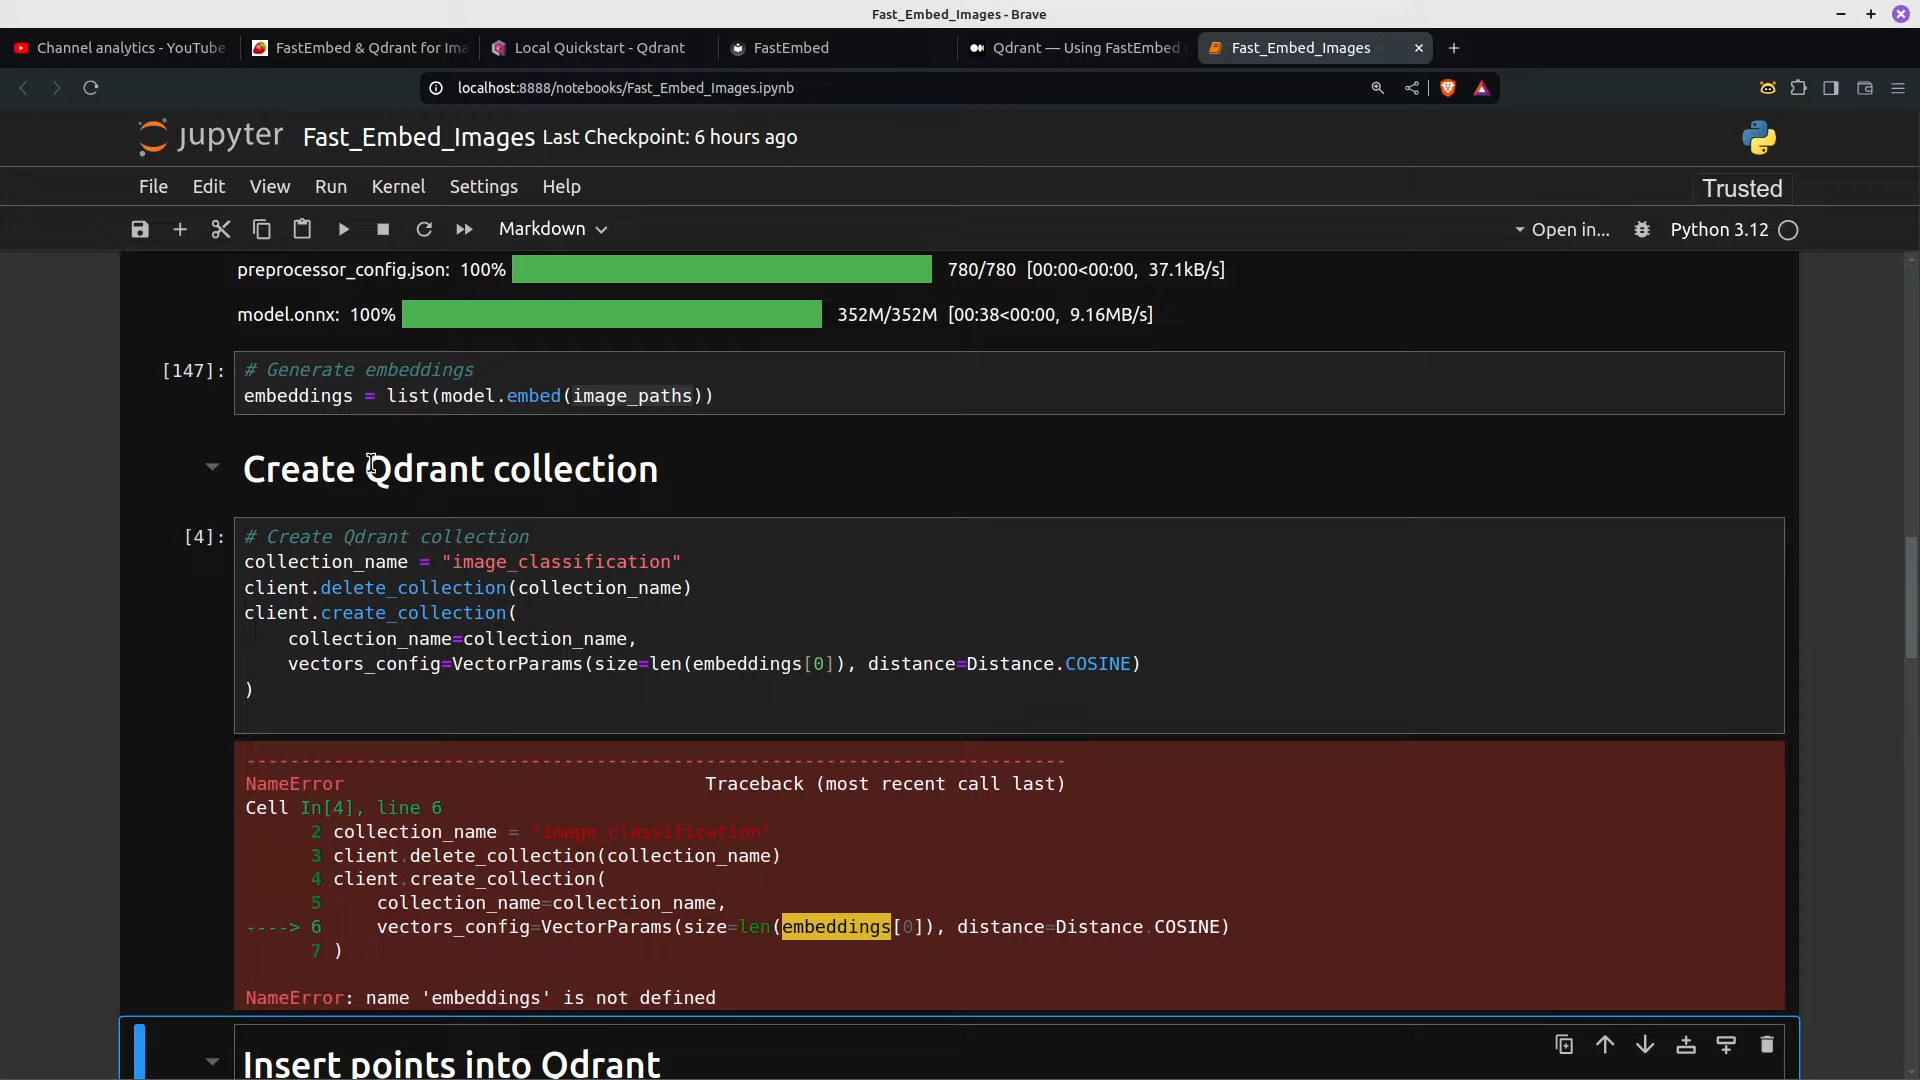 Fast_Embed_Images - Brave
Channel analytics - YouTube
FastEmbed & Qdrant for Ima
Local Quickstart - Qdrant
FastEmbed
Qdrant — Using FastEmbed
Fast_Embed_Images
localhost:8888/notebooks/Fast_Embed_Images.ipynb
jupyter Fast_Embed_Images Last Checkpoint: 6 hours ago
File Edit View Run Kernel Settings Help Trusted
Markdown Open in... Python 3.12
preprocessor_config.json: 100% 780/780 [00:00<00:00, 37.1kB/s]
model.onnx: 100% 352M/352M [00:38<00:00, 9.16MB/s]
[147]: # Generate embeddings
embeddings = list(model.embed(image_paths))
Create Qdrant collection
[4]: # Create Qdrant collection
collection_name = "image_classification"
client.delete_collection(collection_name)
client.create_collection(
    collection_name=collection_name,
    vectors_config=VectorParams(size=len(embeddings[0]), distance=Distance.COSINE)
)
---------------------------------------------------------------------------
NameError Traceback (most recent call last)
Cell In[4], line 6
2 collection_name = "image_classification"
3 client.delete_collection(collection_name)
4 client.create_collection(
5     collection_name=collection_name,
----> 6     vectors_config=VectorParams(size=len(embeddings[0]), distance=Distance.COSINE)
7 )
NameError: name 'embeddings' is not defined
Insert points into Qdrant